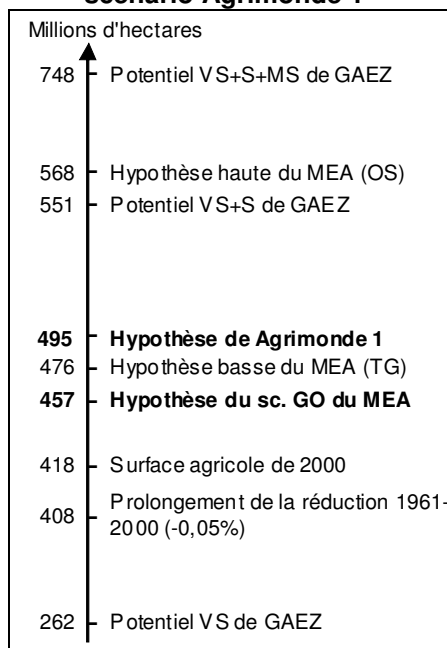 scénario Agrimonde 1
Millions d'hectares
748 Potentiel VS+S+MS de GAEZ
568 Hypothèse haute du MEA (OS)
551 Potentiel VS+S de GAEZ
495 Hypothèse de Agrimonde 1
476 Hypothèse basse du MEA (TG)
457 Hypothèse du sc. GO du MEA
418 Surface agricole de 2000
408 Prolongement de la réduction 1961-
2000 (-0,05%)
262 Potentiel VS de GAEZ